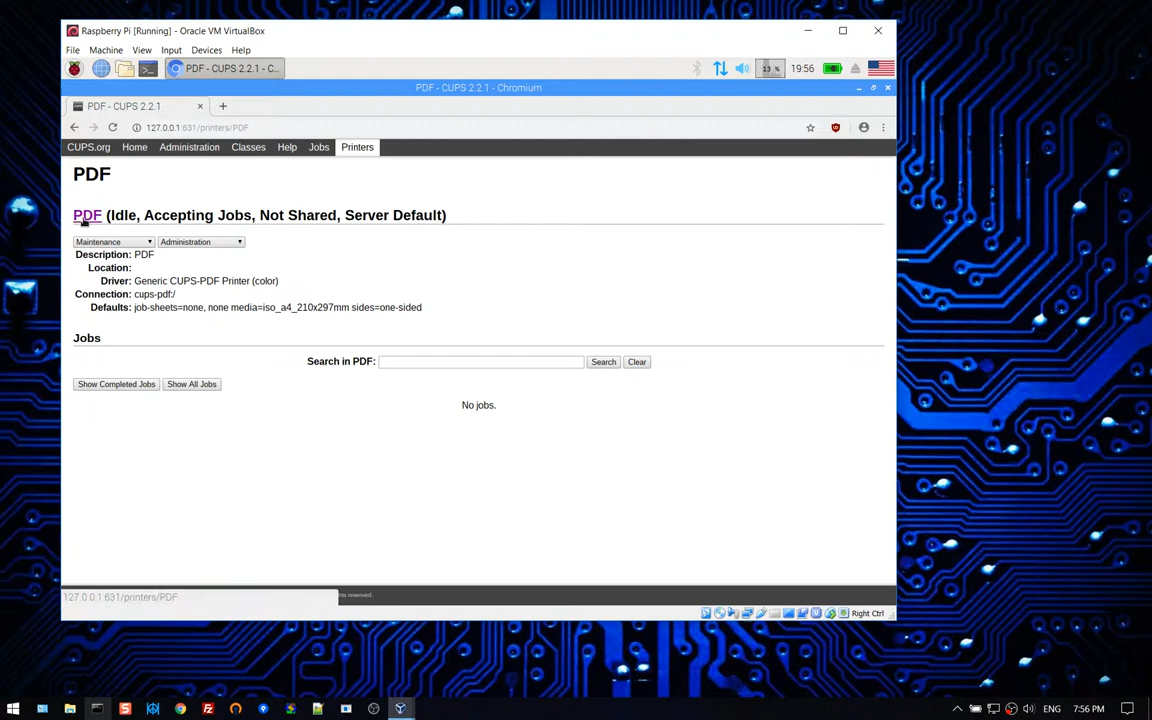 Raspberry Pi [Running] - Oracle VM VirtualBox
File Machine View Input Devices Help
PDF - CUPS 2.2.1 - C... 13 % 19:56
PDF - CUPS 2.2.1 - Chromium
PDF - CUPS 2.2.1
127.0.0.1:631/printers/PDF
CUPS.org Home Administration Classes Help Jobs Printers
PDF
PDF (Idle, Accepting Jobs, Not Shared, Server Default)
Maintenance Administration
Description: PDF
Location:
Driver: Generic CUPS-PDF Printer (color)
Connection: cups-pdf:/
Defaults: job-sheets=none, none media=iso_a4_210x297mm sides=one-sided
Jobs
Search in PDF: Search Clear
Show Completed Jobs Show All Jobs
No jobs.
127.0.0.1:631/printers/PDF hts reserved.
Right Ctrl
ENG 7:56 PM